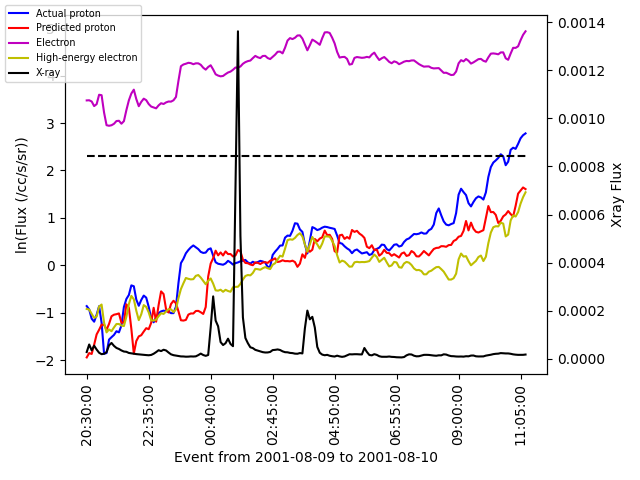 Actual proton
Predicted proton
Electron
High-energy electron
X-ray
ln(Flux (/cc/s/sr))
3
2
1
0
−1
−2
0.0014
0.0012
0.0010
0.0008
0.0006
0.0004
0.0002
0.0000
Xray Flux
20:30:00
22:35:00
00:40:00
02:45:00
04:50:00
06:55:00
09:00:00
11:05:00
Event from 2001-08-09 to 2001-08-10